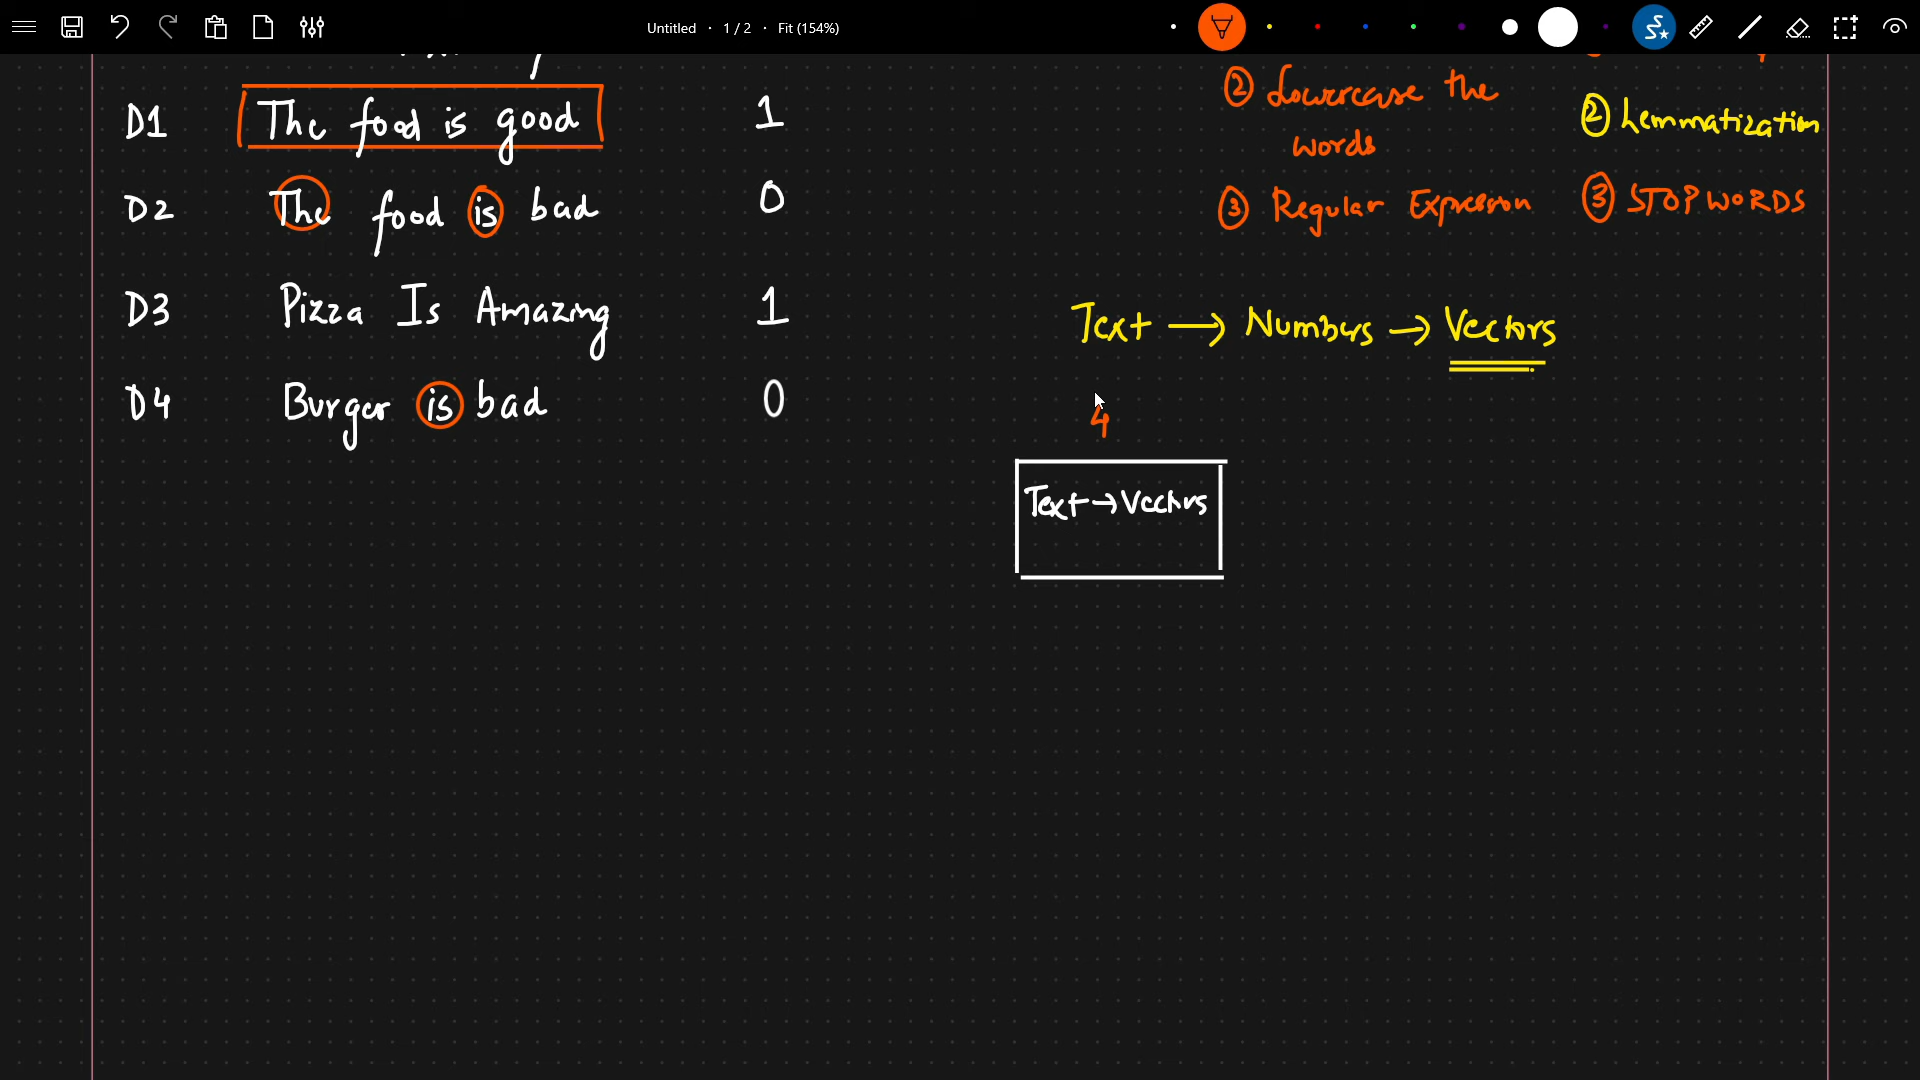 Untitled · 1 / 2 · Fit (154%)
D1 The food is good 1
D2 The food is bad 0
D3 Pizza Is Amazing 1
D4 Burger is bad 0
② Lowercase the
words
③ Regular Expression
② Lemmatization
③ STOPWORDS
Text → Numbers → Vectors
4
Text → Vectors